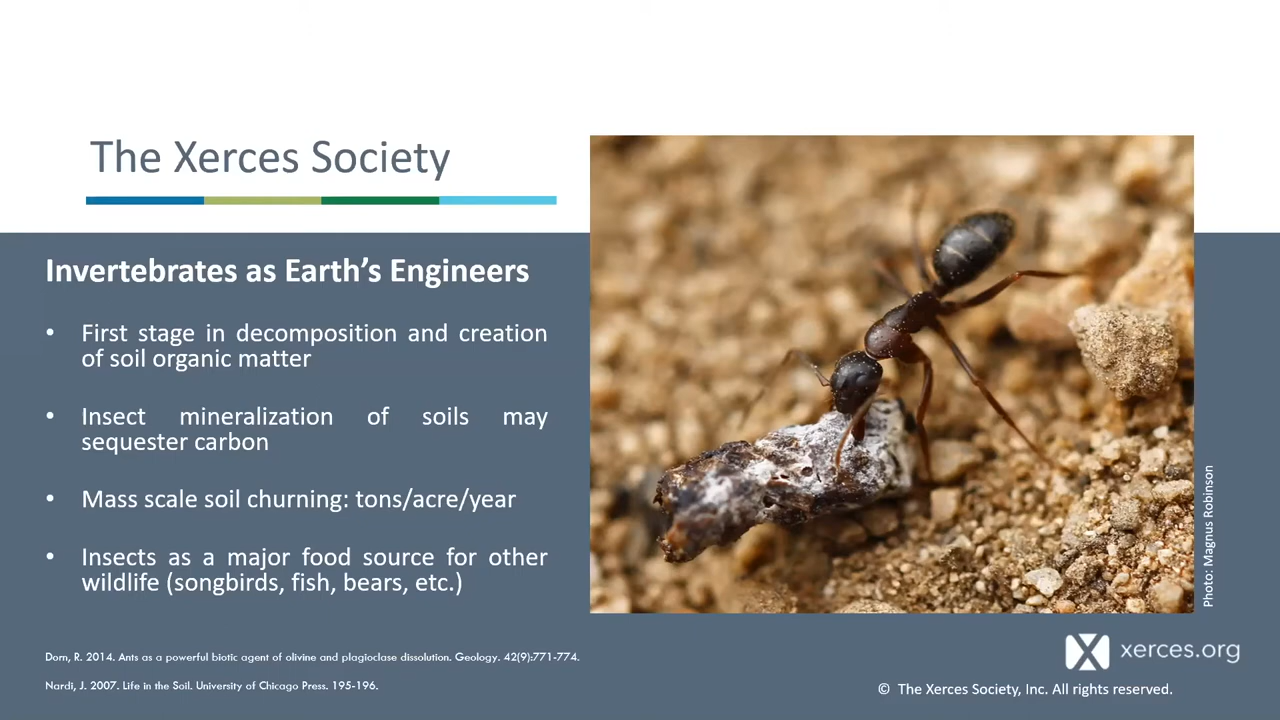 The Xerces Society
Invertebrates as Earth’s Engineers
• First stage in decomposition and creation
of soil organic matter
• Insect mineralization of soils may
sequester carbon
• Mass scale soil churning: tons/acre/year
• Insects as a major food source for other
wildlife (songbirds, fish, bears, etc.)
Dorn, R. 2014. Ants as a powerful biotic agent of olivine and plagioclase dissolution. Geology. 42(9):771-774.
Nardi, J. 2007. Life in the Soil. University of Chicago Press. 195-196.
Photo: Magnus Robinson
X xerces.org
© The Xerces Society, Inc. All rights reserved.